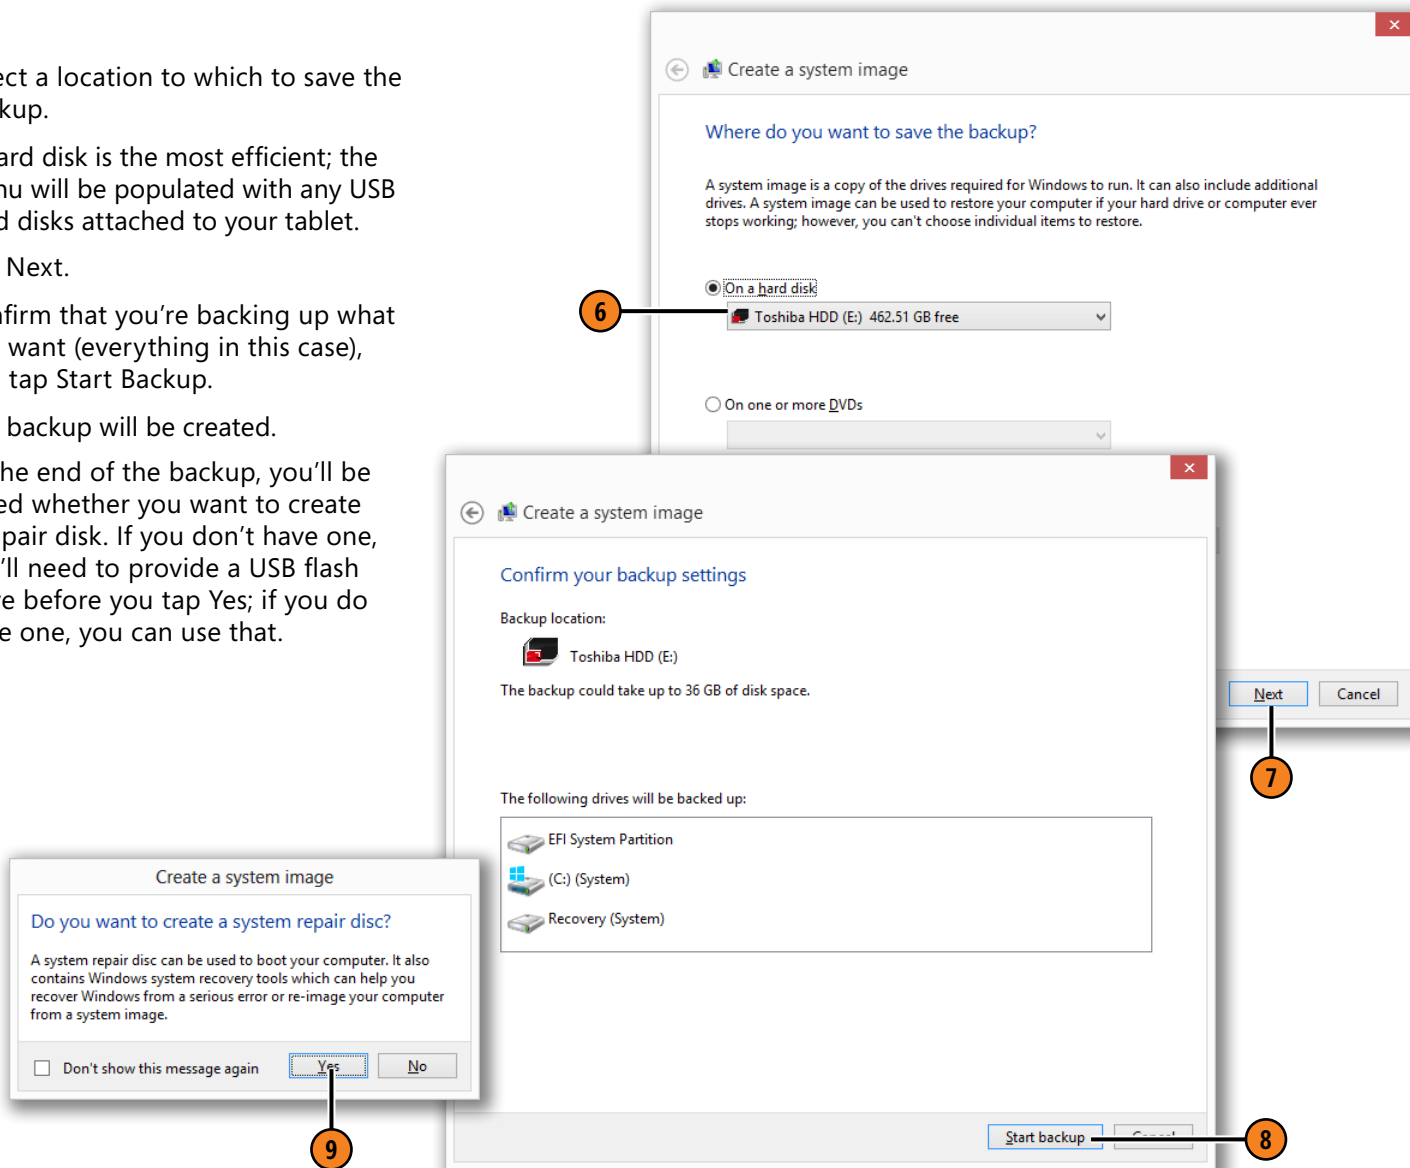 ect a location to which to save the
kup.
ard disk is the most efficient; the
nu will be populated with any USB
d disks attached to your tablet.
Next.
nfirm that you're backing up what
want (everything in this case),
tap Start Backup.
backup will be created.
he end of the backup, you'll be
ed whether you want to create
pair disk. If you don't have one,
'll need to provide a USB flash
e before you tap Yes; if you do
e one, you can use that.
Create a system image
Where do you want to save the backup?
A system image is a copy of the drives required for Windows to run. It can also include additional
drives. A system image can be used to restore your computer if your hard drive or computer ever
stops working; however, you can't choose individual items to restore.
On a hard disk
6
Toshiba HDD (E:) 462.51 GB free
On one or more DVDs
Next
Cancel
7
Create a system image
Confirm your backup settings
Backup location:
Toshiba HDD (E:)
The backup could take up to 36 GB of disk space.
The following drives will be backed up:
EFI System Partition
(C:) (System)
Recovery (System)
Start backup
8
Create a system image
Do you want to create a system repair disc?
A system repair disc can be used to boot your computer. It also
contains Windows system recovery tools which can help you
recover Windows from a serious error or re-image your computer
from a system image.
Don't show this message again
Yes
No
9